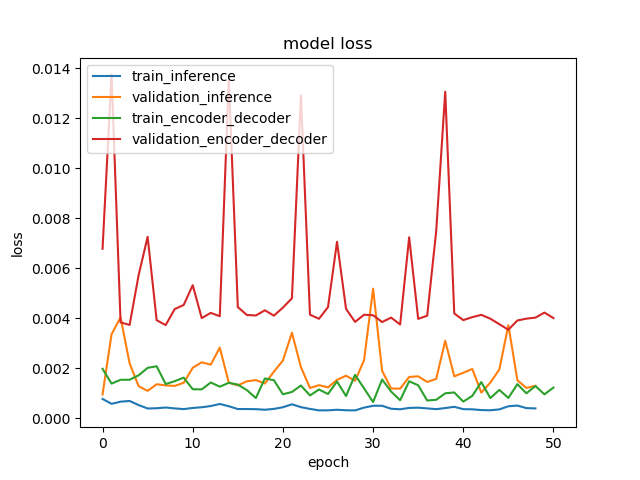 model loss
train_inference
validation_inference
train_encoder_decoder
validation_encoder_decoder
loss
0.014
0.012
0.010
0.008
0.006
0.004
0.002
0.000
0 10 20 30 40 50
epoch